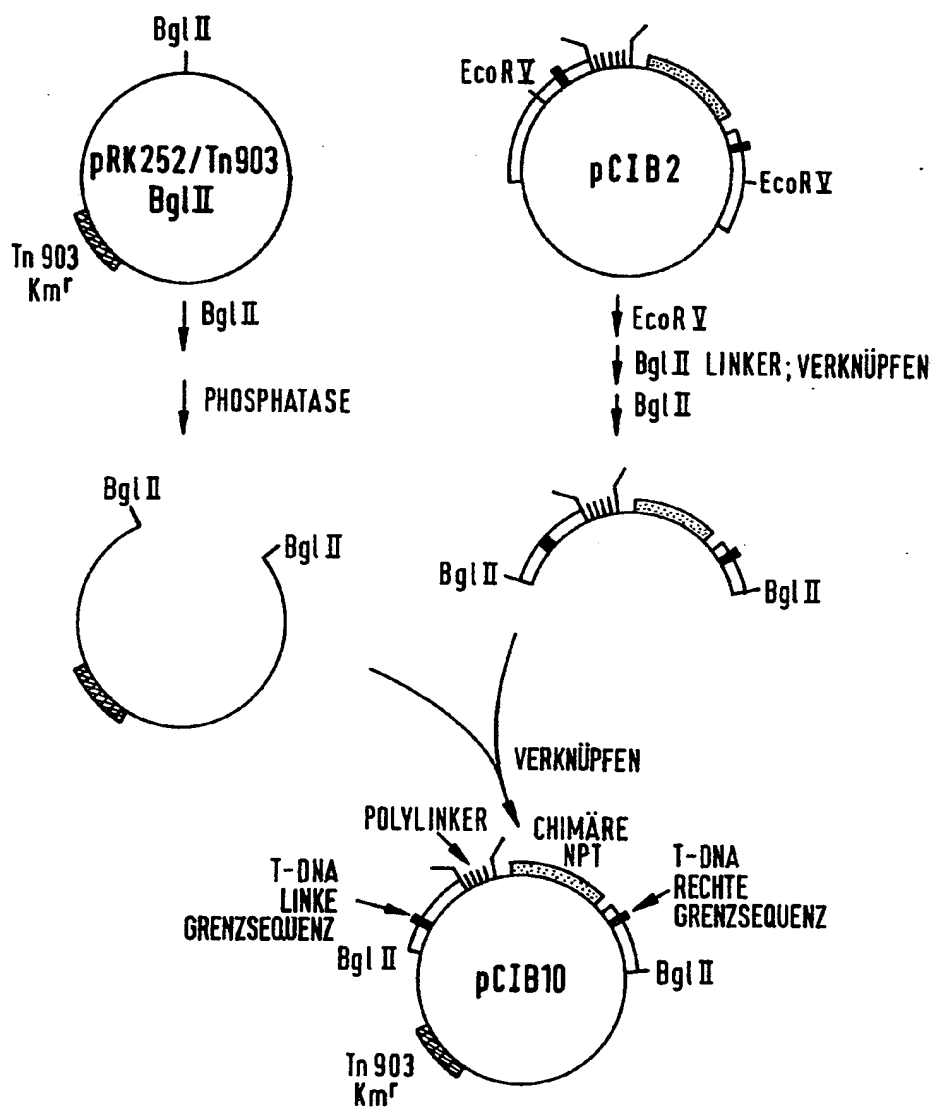 Bgl II
pRK252/Tn903
Bgl II
Tn 903
Kmr
Bgl II
PHOSPHATASE
EcoR V
pCIB2
EcoR V
EcoR V
Bgl II LINKER; VERKNÜPFEN
Bgl II
Bgl II
Bgl II
Bgl II
Bgl II
VERKNÜPFEN
POLYLINKER
CHIMÄRE
NPT
T-DNA
LINKE
GRENZSEQUENZ
T-DNA
RECHTE
GRENZSEQUENZ
Bgl II
Bgl II
pCIB10
Tn 903
Kmr